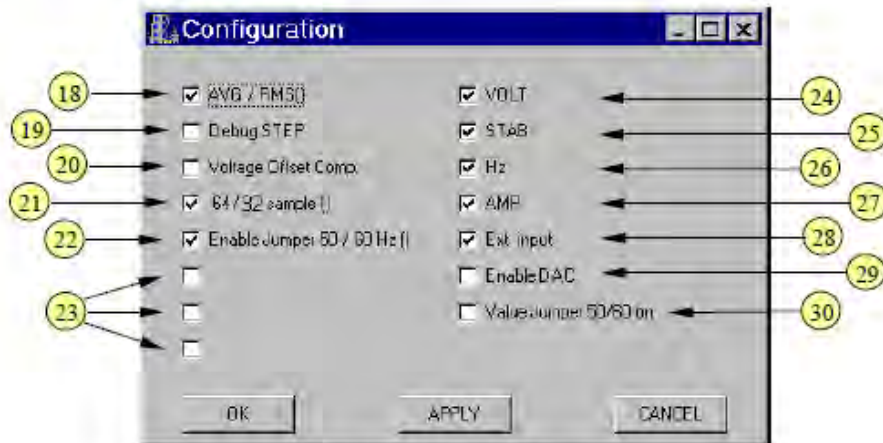 Configuration
18 AVG / RMS() VOLT 24
19 Debug STEP STAB 25
20 Voltage Offset Comp. Hz 26
21 64/32 sample () AMP 27
22 Enable Jumper 50 / 60 Hz () Ext. input 28
Enable DAC 29
23 Value Jumper 50/60 on 30
OK APPLY CANCEL